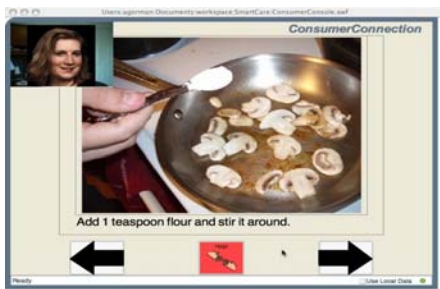 Users:ugorman:Documents:workspace:SmartCare:ConsumerConsole.swf
ConsumerConnection
Add 1 teaspoon flour and stir it around.
Ready
Use Local Data